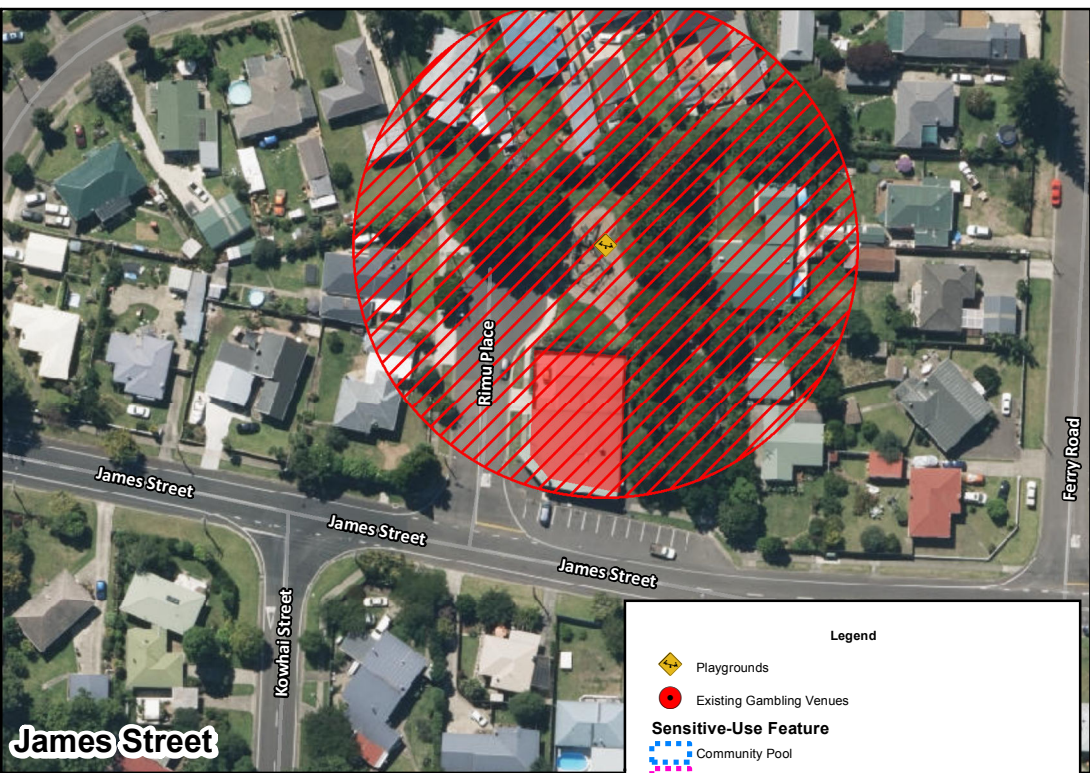 Rimu Place
Ferry Road
James Street
James Street
James Street
Kowhai Street
James Street
Legend
Playgrounds
Existing Gambling Venues
Sensitive-Use Feature
Community Pool